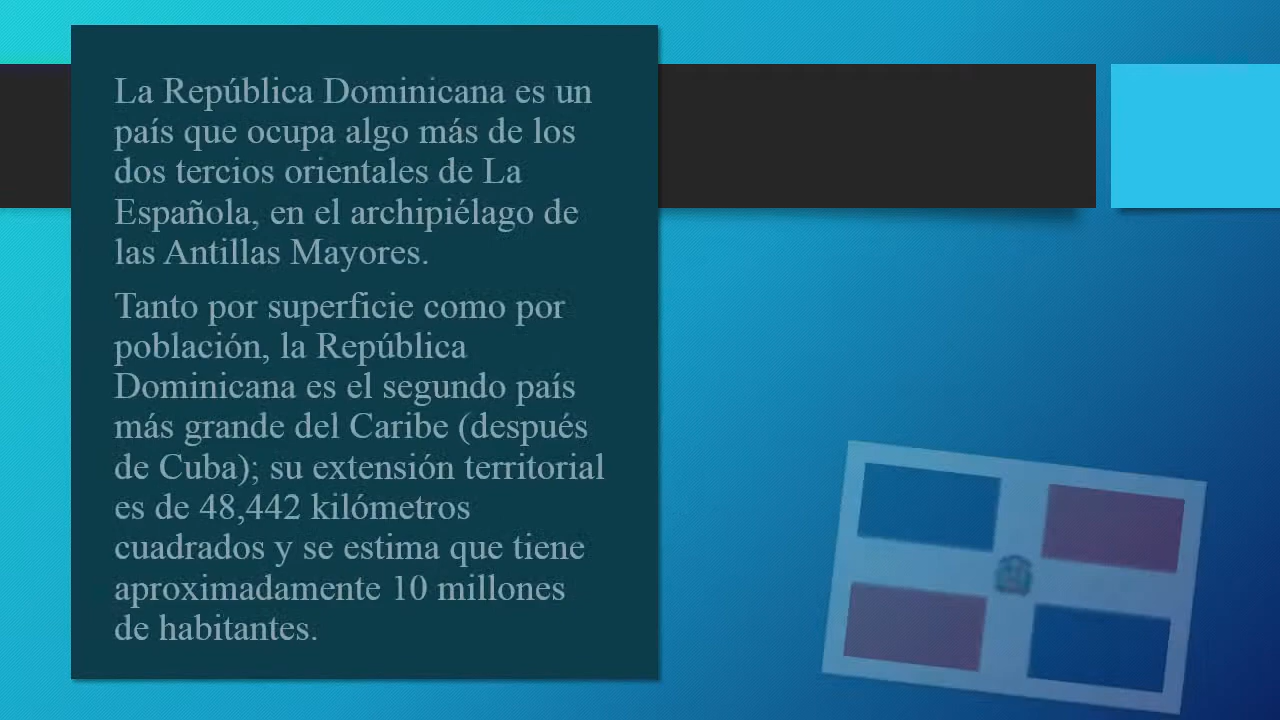 La República Dominicana es un
país que ocupa algo más de los
dos tercios orientales de La
Española, en el archipiélago de
las Antillas Mayores.
Tanto por superficie como por
población, la República
Dominicana es el segundo país
más grande del Caribe (después
de Cuba); su extensión territorial
es de 48,442 kilómetros
cuadrados y se estima que tiene
aproximadamente 10 millones
de habitantes.